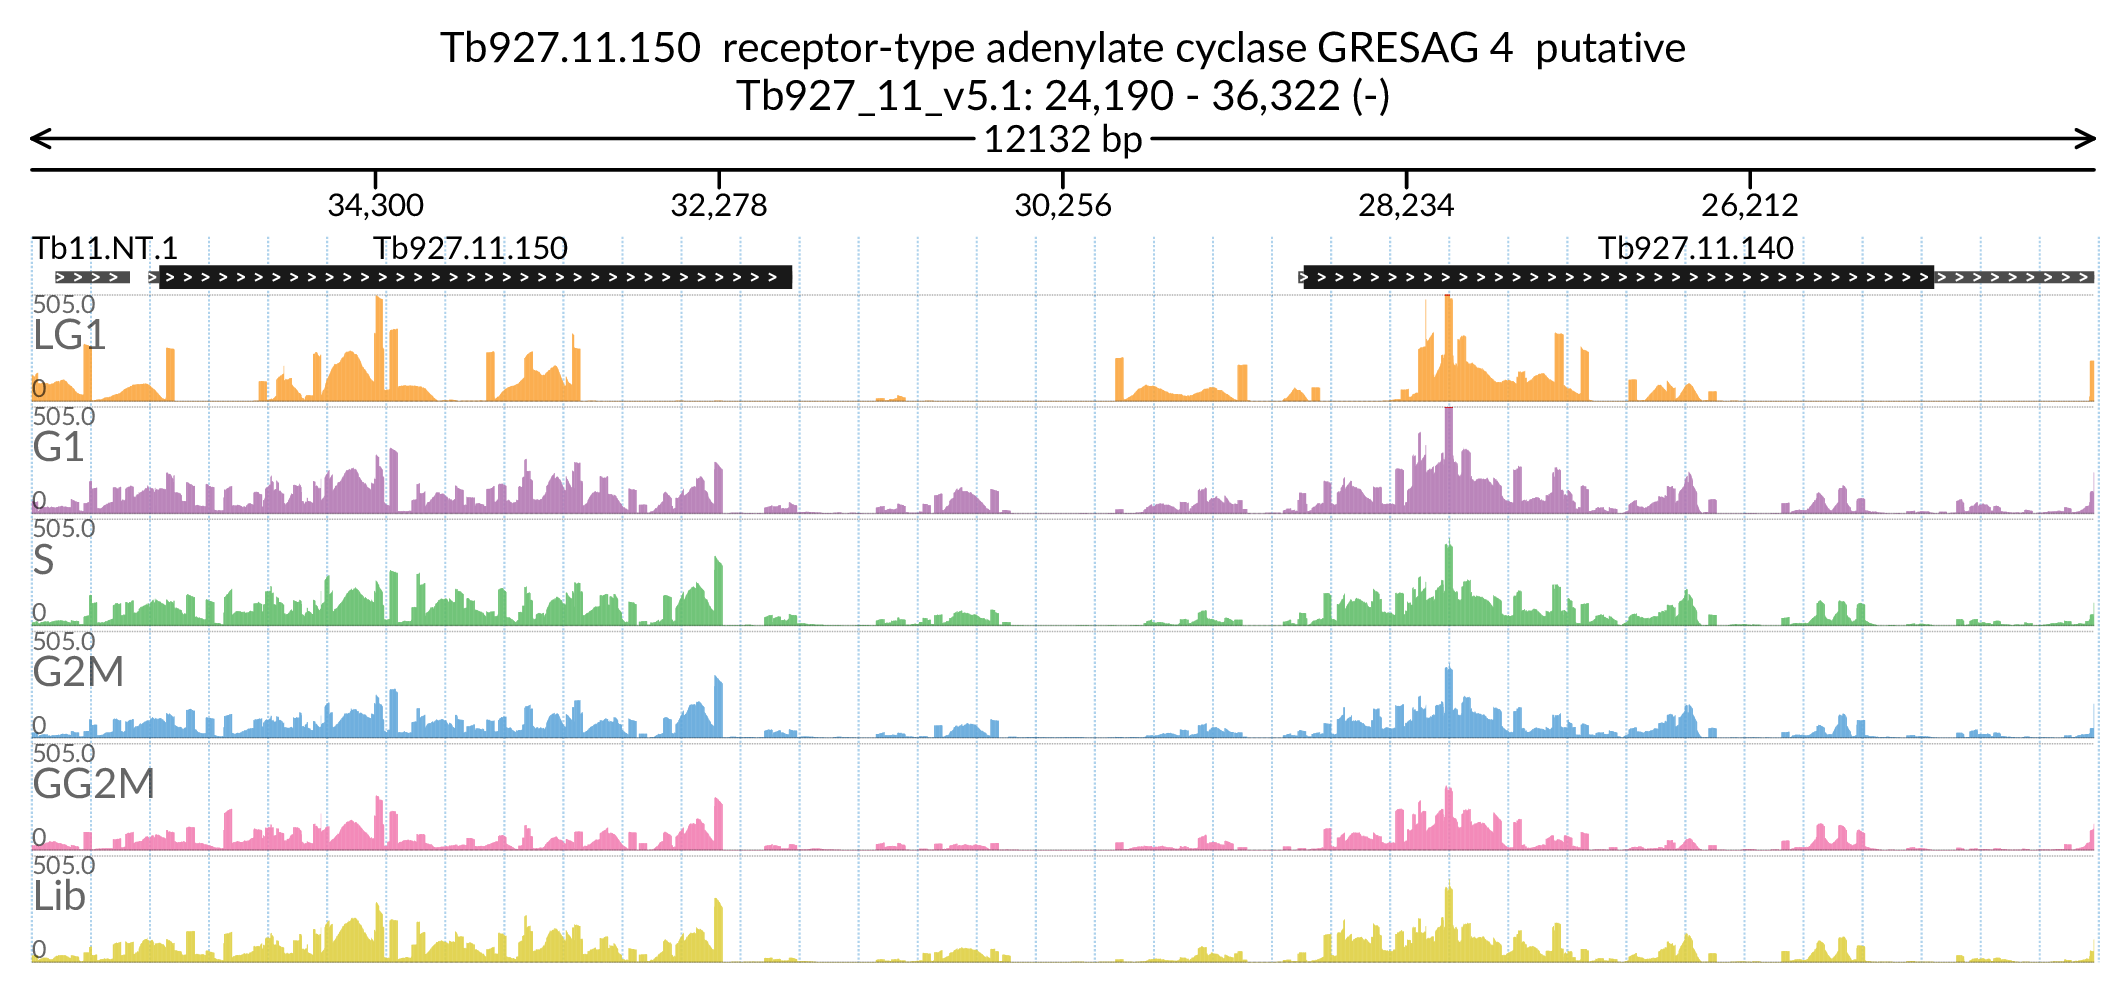 Tb927.11.150  receptor-type adenylate cyclase GRESAG 4  putative
Tb927_11_v5.1: 24,190 - 36,322 (-)
12132 bp
34,300 32,278 30,256 28,234 26,212
Tb11.NT.1 Tb927.11.150 Tb927.11.140
505.0
LG1
0
505.0
G1
0
505.0
S
0
505.0
G2M
0
505.0
GG2M
0
505.0
Lib
0